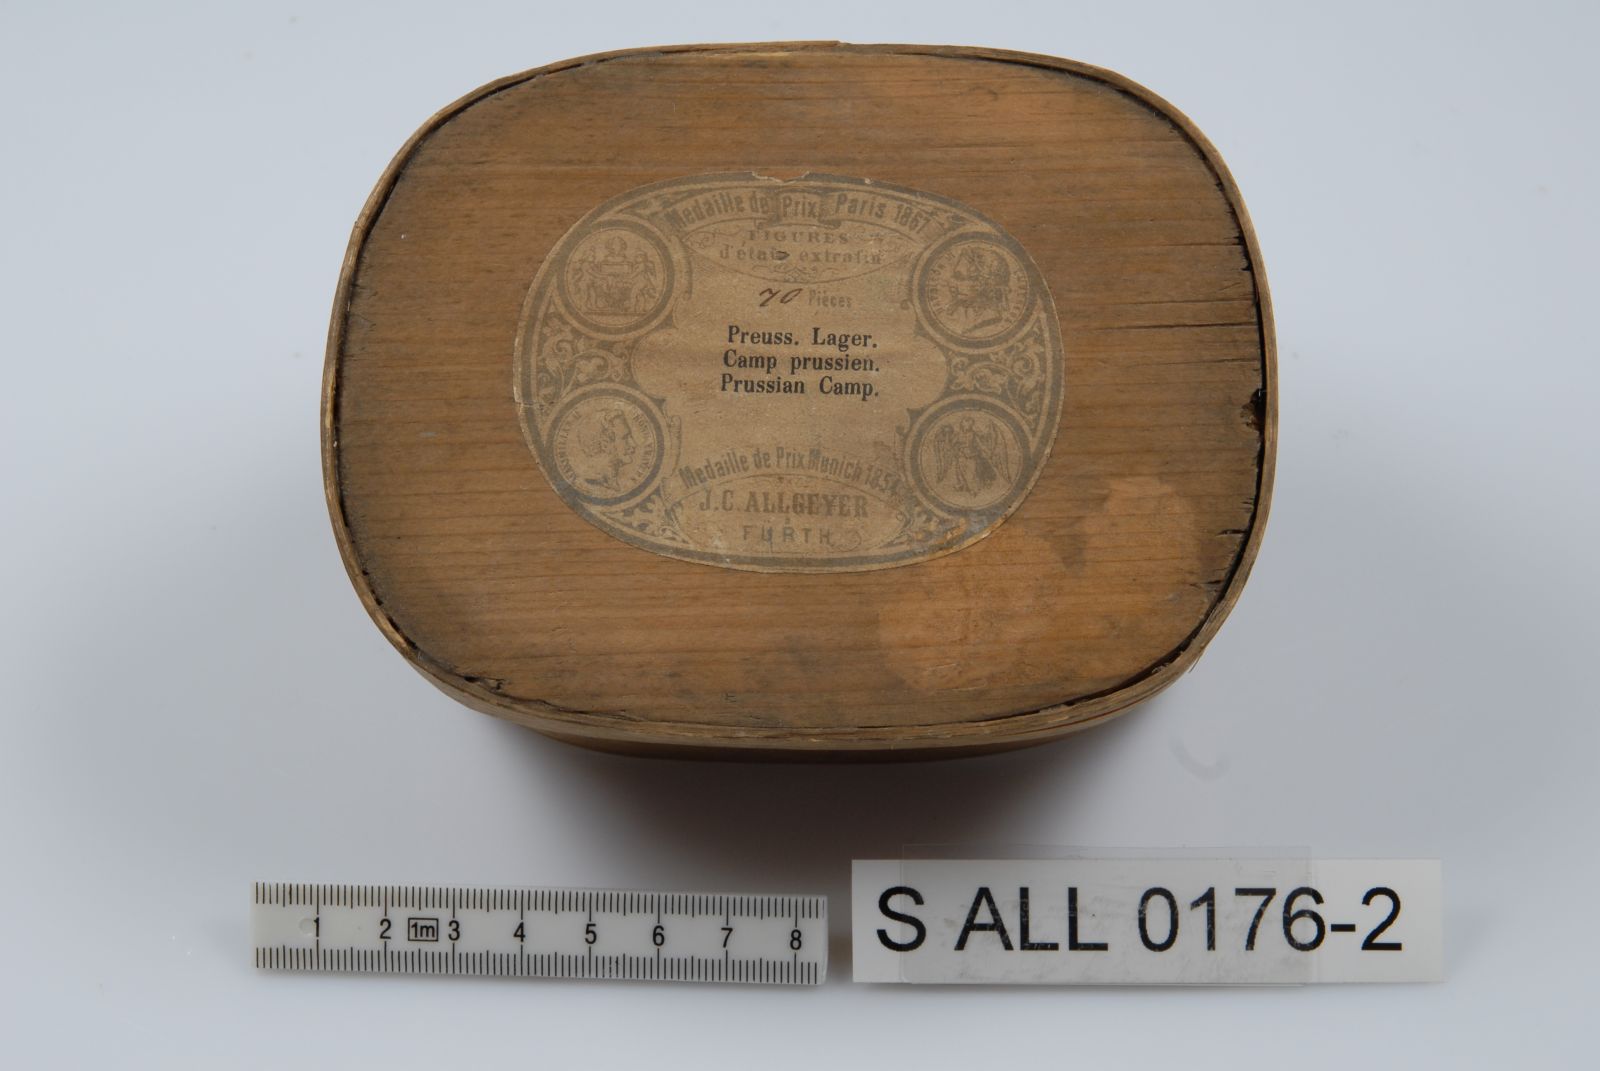 Medaille de Prix Paris 1867
FIGURES
d'étain extrafin
70 Pièces
Preuss. Lager.
Camp prussien.
Prussian Camp.
Medaille de Prix Munich 1854
J.C. ALLGEYER
à
FURTH
1 2 1m 3 4 5 6 7 8
S ALL 0176-2